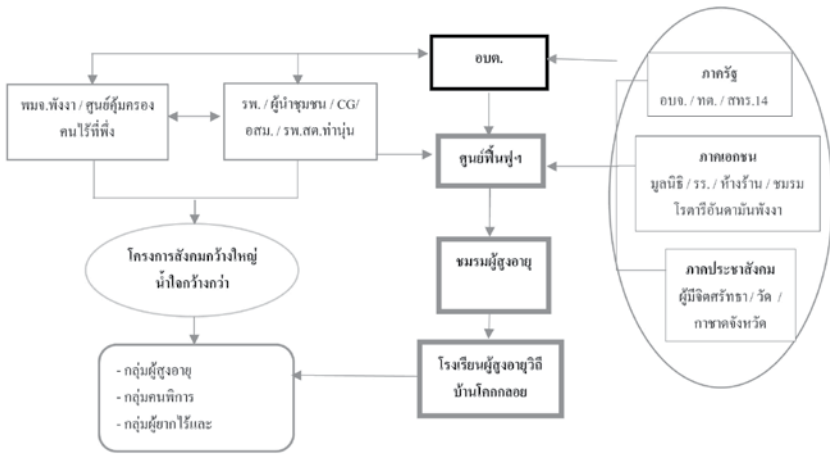 อบต.
พมจ.พังงา / ศูนย์คุ้มครอง
คนไร้ที่พึ่ง
รพ. / ผู้นำชุมชน / CG/
อสม. / รพ.สต.ท่านุ่น
ศูนย์ฟื้นฟูฯ
ชมรมผู้สูงอายุ
โรงเรียนผู้สูงอายุวิถี
บ้านโคกกลอย
โครงการสังคมกว้างใหญ่
น้ำใจกว้างกว่า
- กลุ่มผู้สูงอายุ
- กลุ่มคนพิการ
- กลุ่มผู้ยากไร้และ
ภาครัฐ
อบจ. / ทต. / สทร.14
ภาคเอกชน
มูลนิธิ / รร. / ห้างร้าน / ชมรม
โรตารีอันดามันพังงา
ภาคประชาสังคม
ผู้มีจิตศรัทธา / วัด /
กาชาดจังหวัด